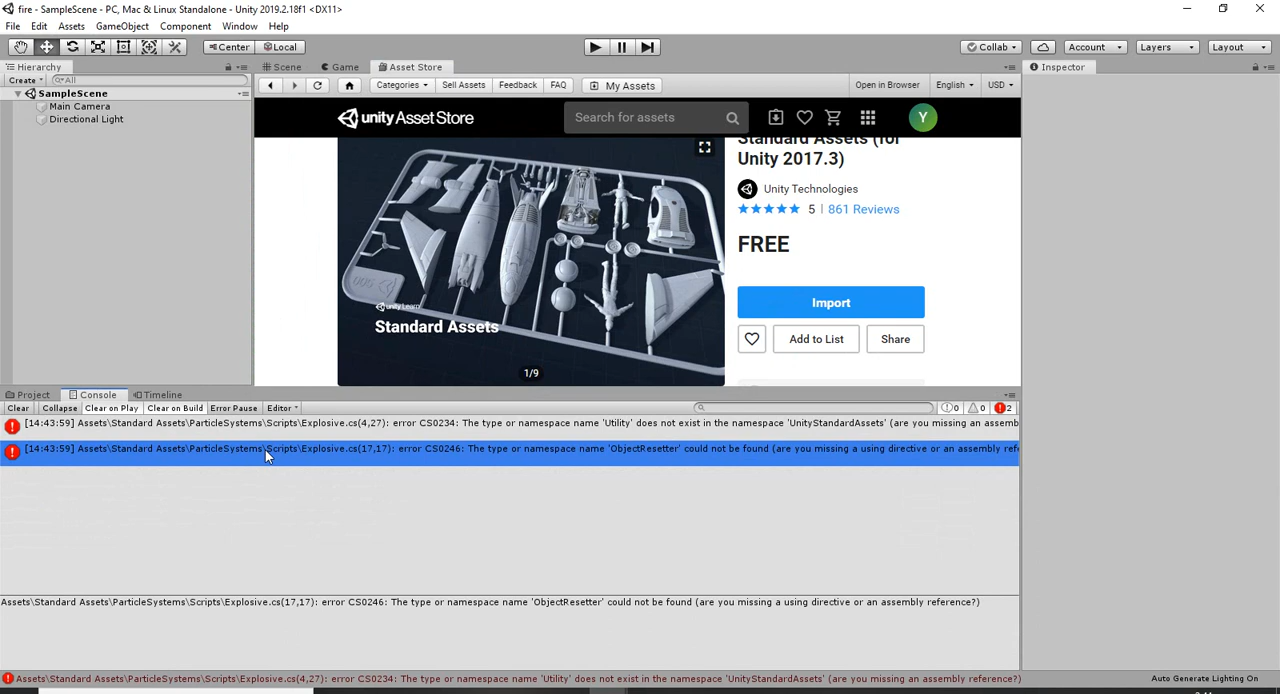 fire - SampleScene - PC, Mac & Linux Standalone - Unity 2019.2.18f1 <DX11>
File Edit Assets GameObject Component Window Help
Center Local Collab Account Layers Layout
Hierarchy Scene Game Asset Store Inspector
Create All
Categories Sell Assets Feedback FAQ My Assets Open in Browser English USD
SampleScene
Main Camera
Directional Light
unity Asset Store Search for assets Y
Standard Assets (for
Unity 2017.3)
Unity Technologies
5 | 861 Reviews
FREE
Import
unity Learn
Standard Assets
Add to List Share
1/9
Project Console Timeline
Clear Collapse Clear on Play Clear on Build Error Pause Editor 0 0 2
[14:43:59] Assets\Standard Assets\ParticleSystems\Scripts\Explosive.cs(4,27): error CS0234: The type or namespace name 'Utility' does not exist in the namespace 'UnityStandardAssets' (are you missing an assemb
[14:43:59] Assets\Standard Assets\ParticleSystems\Scripts\Explosive.cs(17,17): error CS0246: The type or namespace name 'ObjectResetter' could not be found (are you missing a using directive or an assembly refe
Assets\Standard Assets\ParticleSystems\Scripts\Explosive.cs(17,17): error CS0246: The type or namespace name 'ObjectResetter' could not be found (are you missing a using directive or an assembly reference?)
Assets\Standard Assets\ParticleSystems\Scripts\Explosive.cs(4,27): error CS0234: The type or namespace name 'Utility' does not exist in the namespace 'UnityStandardAssets' (are you missing an assembly reference?)
Auto Generate Lighting On